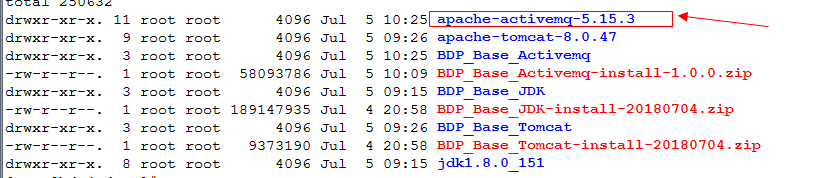 total 250632
drwxr-xr-x. 11 root root 4096 Jul 5 10:25 apache-activemq-5.15.3
drwxr-xr-x. 9 root root 4096 Jul 5 09:26 apache-tomcat-8.0.47
drwxr-xr-x. 3 root root 4096 Jul 5 10:25 BDP_Base_Activemq
-rw-r--r--. 1 root root 58093786 Jul 5 10:09 BDP_Base_Activemq-install-1.0.0.zip
drwxr-xr-x. 3 root root 4096 Jul 5 09:15 BDP_Base_JDK
-rw-r--r--. 1 root root 189147935 Jul 4 20:58 BDP_Base_JDK-install-20180704.zip
drwxr-xr-x. 3 root root 4096 Jul 5 09:26 BDP_Base_Tomcat
-rw-r--r--. 1 root root 9373190 Jul 4 20:58 BDP_Base_Tomcat-install-20180704.zip
drwxr-xr-x. 8 root root 4096 Jul 5 09:15 jdk1.8.0_151